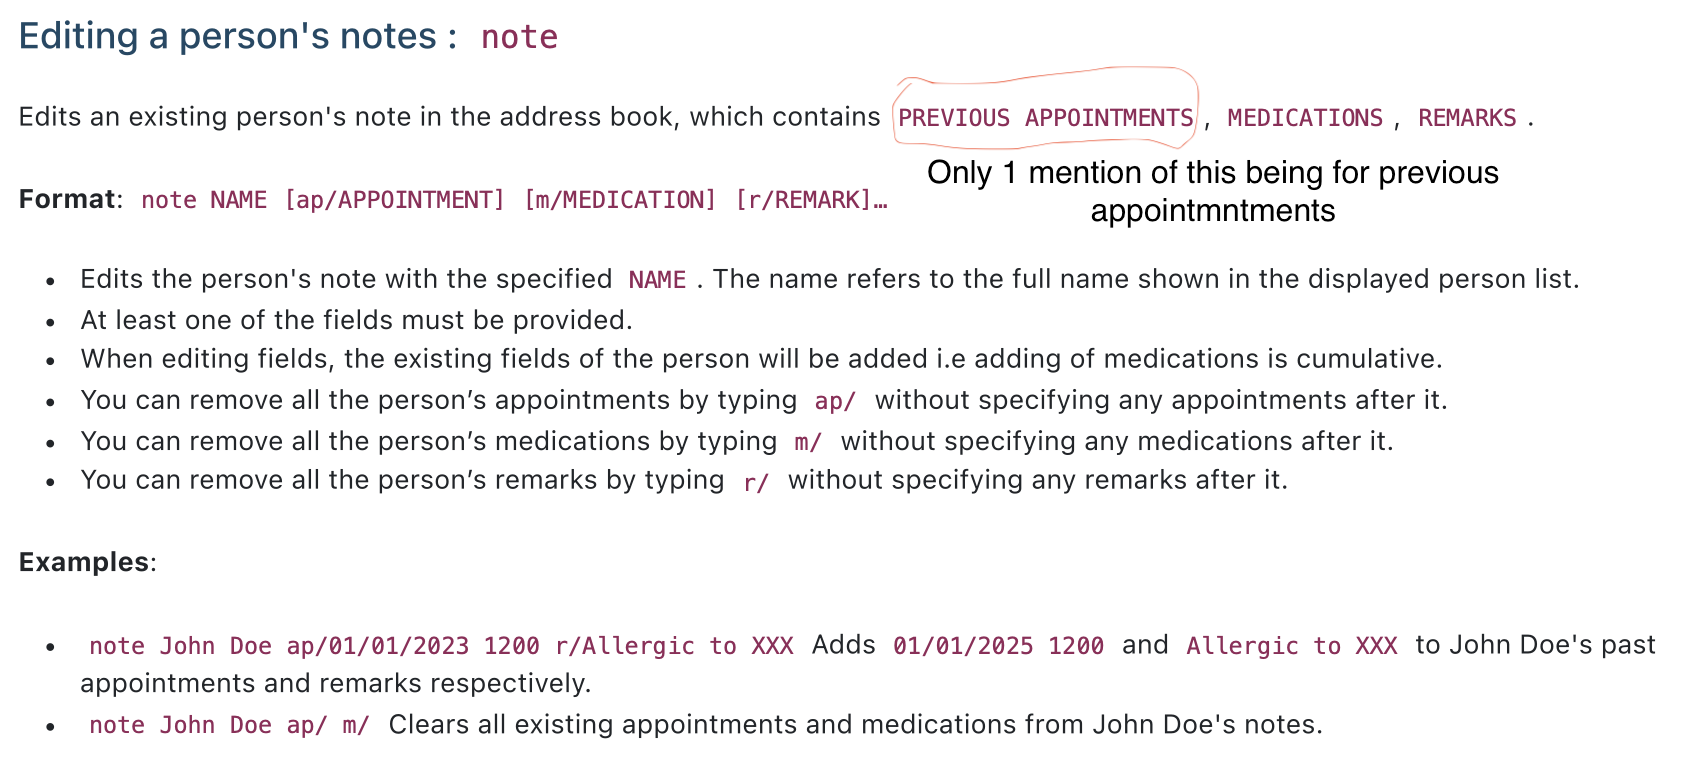 Editing a person's notes : note
Edits an existing person's note in the address book, which contains PREVIOUS APPOINTMENTS , MEDICATIONS , REMARKS .
Only 1 mention of this being for previous
appointmntments
Format: note NAME [ap/APPOINTMENT] [m/MEDICATION] [r/REMARK]…
• Edits the person's note with the specified NAME . The name refers to the full name shown in the displayed person list.
• At least one of the fields must be provided.
• When editing fields, the existing fields of the person will be added i.e adding of medications is cumulative.
• You can remove all the person’s appointments by typing ap/ without specifying any appointments after it.
• You can remove all the person’s medications by typing m/ without specifying any medications after it.
• You can remove all the person’s remarks by typing r/ without specifying any remarks after it.
Examples:
• note John Doe ap/01/01/2023 1200 r/Allergic to XXX Adds 01/01/2025 1200 and Allergic to XXX to John Doe's past
appointments and remarks respectively.
• note John Doe ap/ m/ Clears all existing appointments and medications from John Doe's notes.